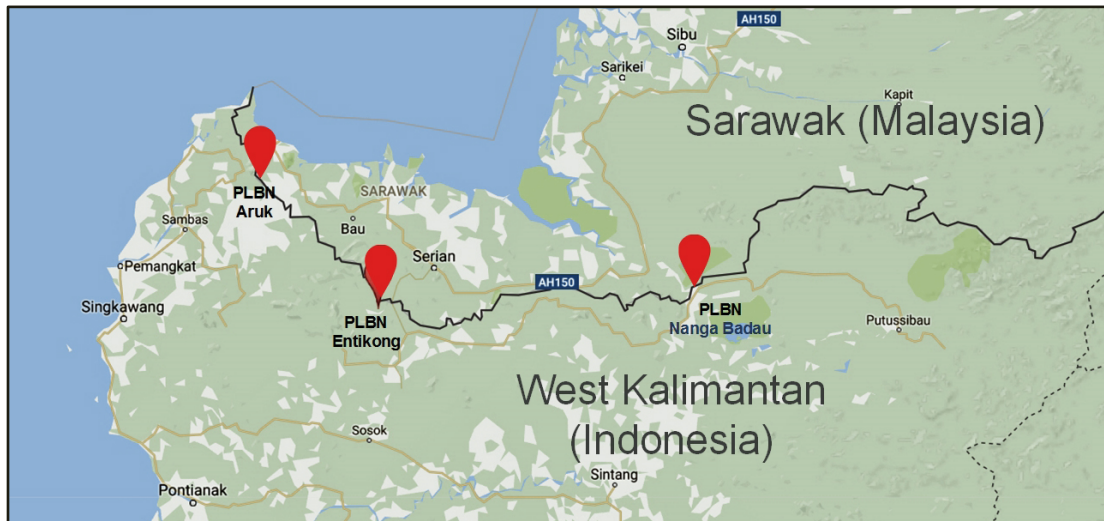 AH150
Sibu
Sarikei
Kapit
Sarawak (Malaysia)
PLBN
Aruk
SARAWAK
Sambas
Bau
Serian
Pemangkat
AH150
Singkawang
PLBN
Entikong
PLBN
Nanga Badau
Putussibau
West Kalimantan
(Indonesia)
Sosok
Sintang
Pontianak